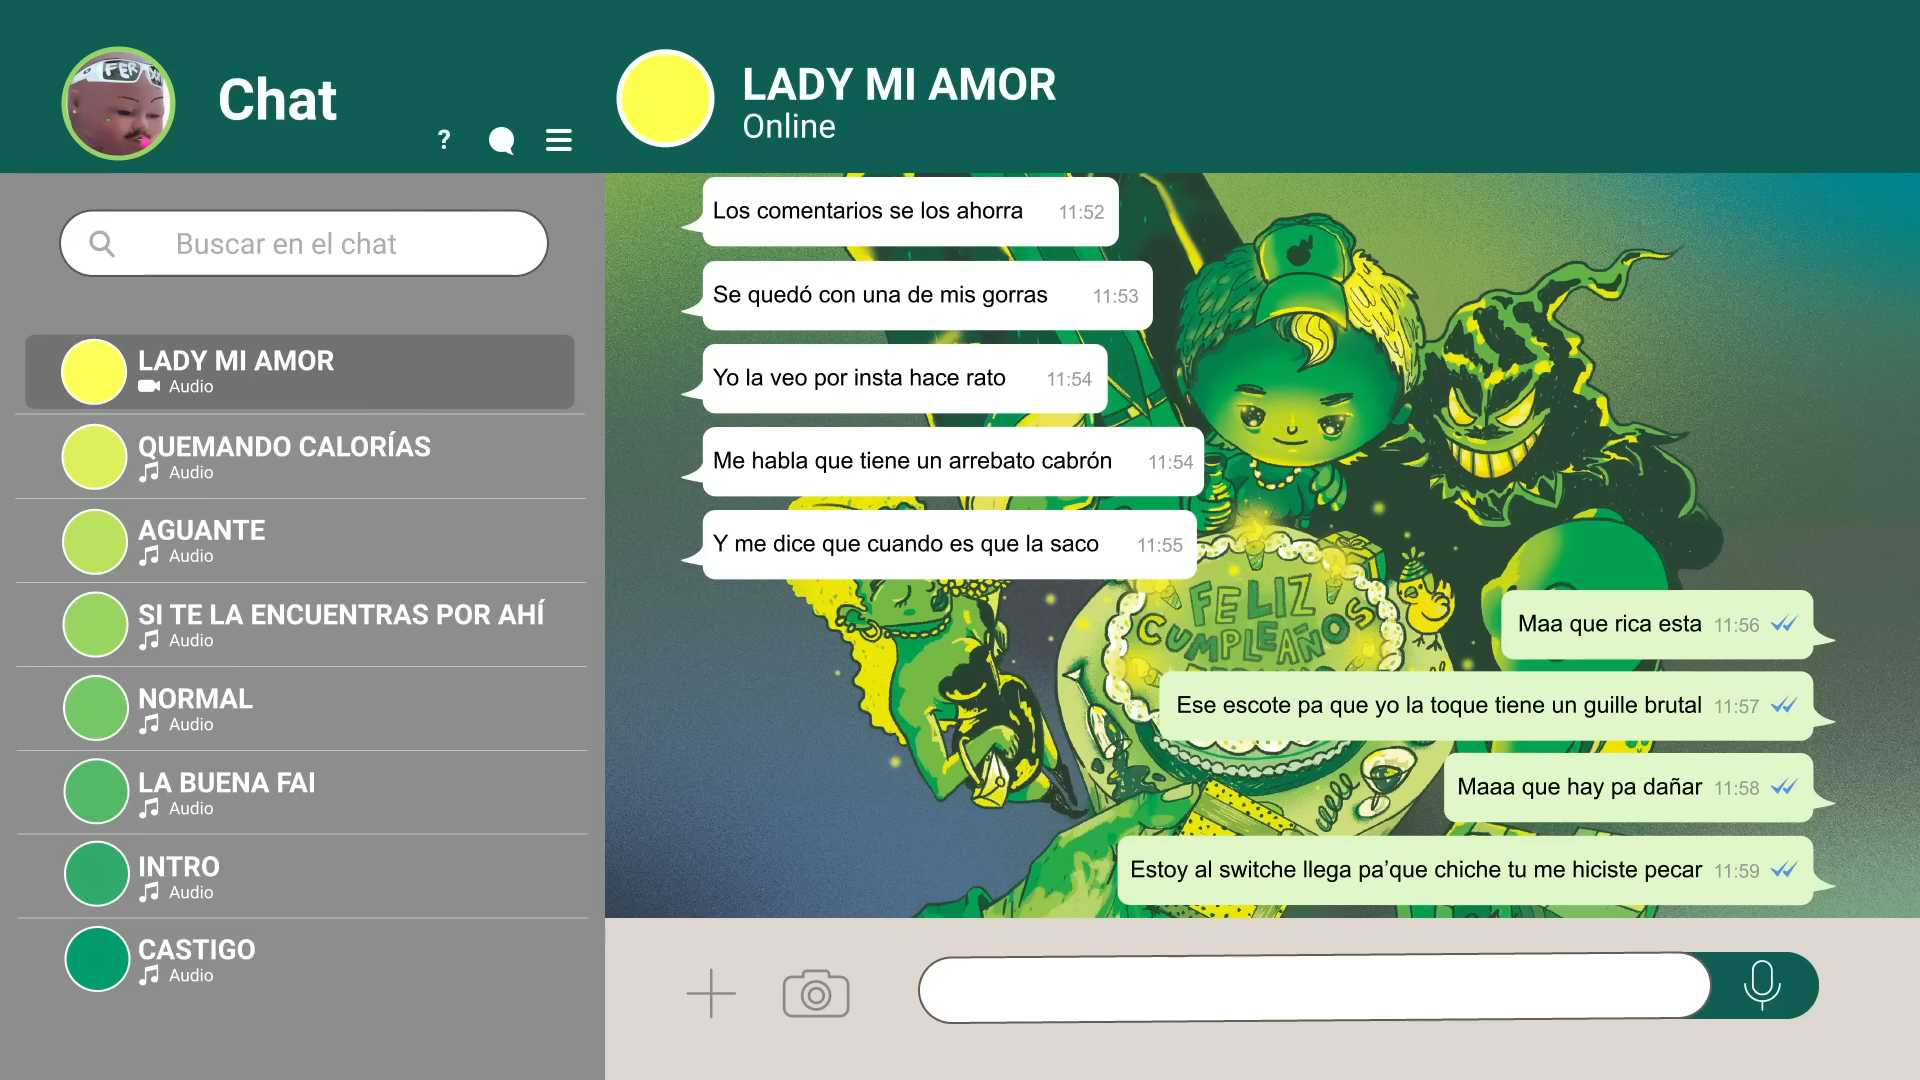 FER
Chat
?
LADY MI AMOR
Online
Buscar en el chat
LADY MI AMOR
Audio
QUEMANDO CALORÍAS
Audio
AGUANTE
Audio
SI TE LA ENCUENTRAS POR AHÍ
Audio
NORMAL
Audio
LA BUENA FAI
Audio
INTRO
Audio
CASTIGO
Audio
Los comentarios se los ahorra 11:52
Se quedó con una de mis gorras 11:53
Yo la veo por insta hace rato 11:54
Me habla que tiene un arrebato cabrón 11:54
Y me dice que cuando es que la saco 11:55
FELIZ
CUMPLEAÑOS
Maa que rica esta 11:56
Ese escote pa que yo la toque tiene un guille brutal 11:57
Maaa que hay pa dañar 11:58
Estoy al switche llega pa’que chiche tu me hiciste pecar 11:59